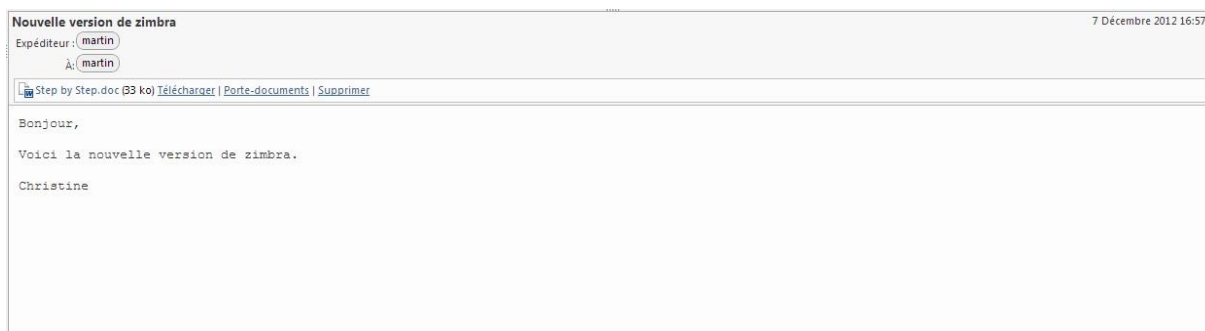 Nouvelle version de zimbra 7 Décembre 2012 16:57
Expéditeur : martin
À: martin
Step by Step.doc (33 ko) Télécharger | Porte-documents | Supprimer
Bonjour,
Voici la nouvelle version de zimbra.
Christine